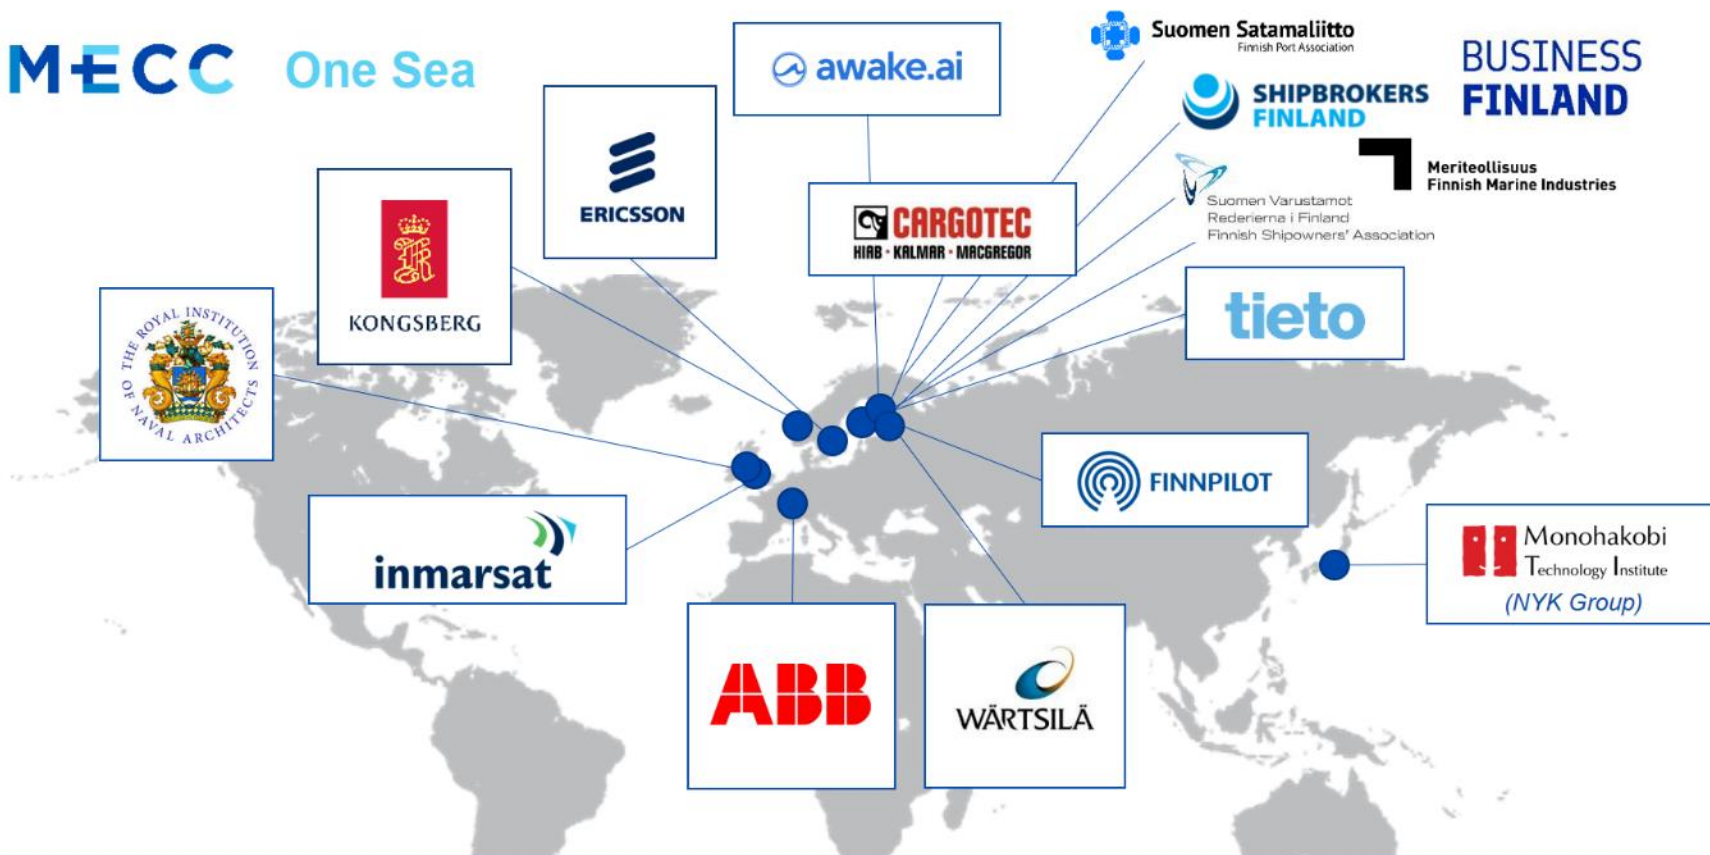 MECC One Sea
awake.ai
Suomen Satamaliitto
Finnish Port Association
SHIPBROKERS
FINLAND
BUSINESS
FINLAND
Meriteollisuus
Finnish Marine Industries
Suomen Varustamot
Rederierna i Finland
Finnish Shipowners' Association
ERICSSON
CARGOTEC
HIAB · KALMAR · MACGREGOR
KONGSBERG
tieto
THE ROYAL INSTITUTION
OF NAVAL ARCHITECTS
FINNPILOT
inmarsat
Monohakobi
Technology Institute
(NYK Group)
ABB
WÄRTSILÄ